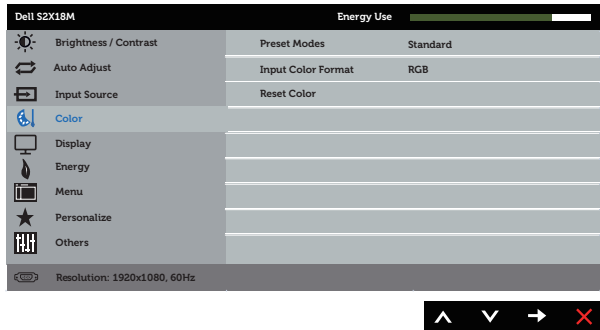 Dell S2X18M Energy Use
Brightness / Contrast Preset Modes Standard
Auto Adjust Input Color Format RGB
Input Source Reset Color
Color
Display
Energy
Menu
Personalize
Others
Resolution: 1920x1080, 60Hz